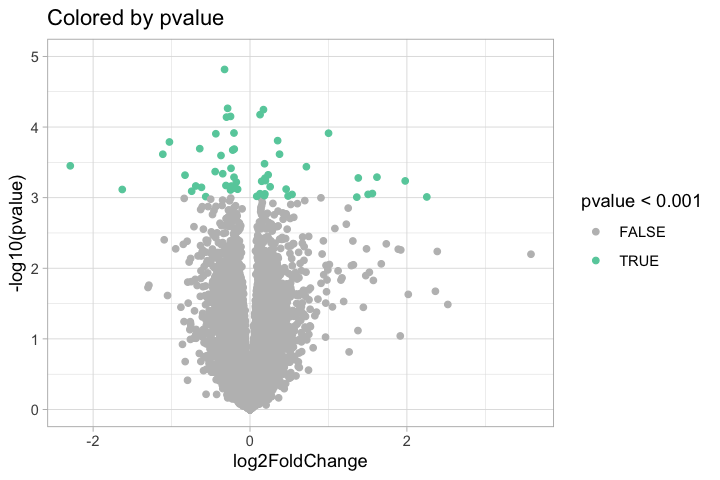 Colored by pvalue
5
4
3
2
1
0
-log10(pvalue)
-2
0
2
log2FoldChange
pvalue < 0.001
FALSE
TRUE